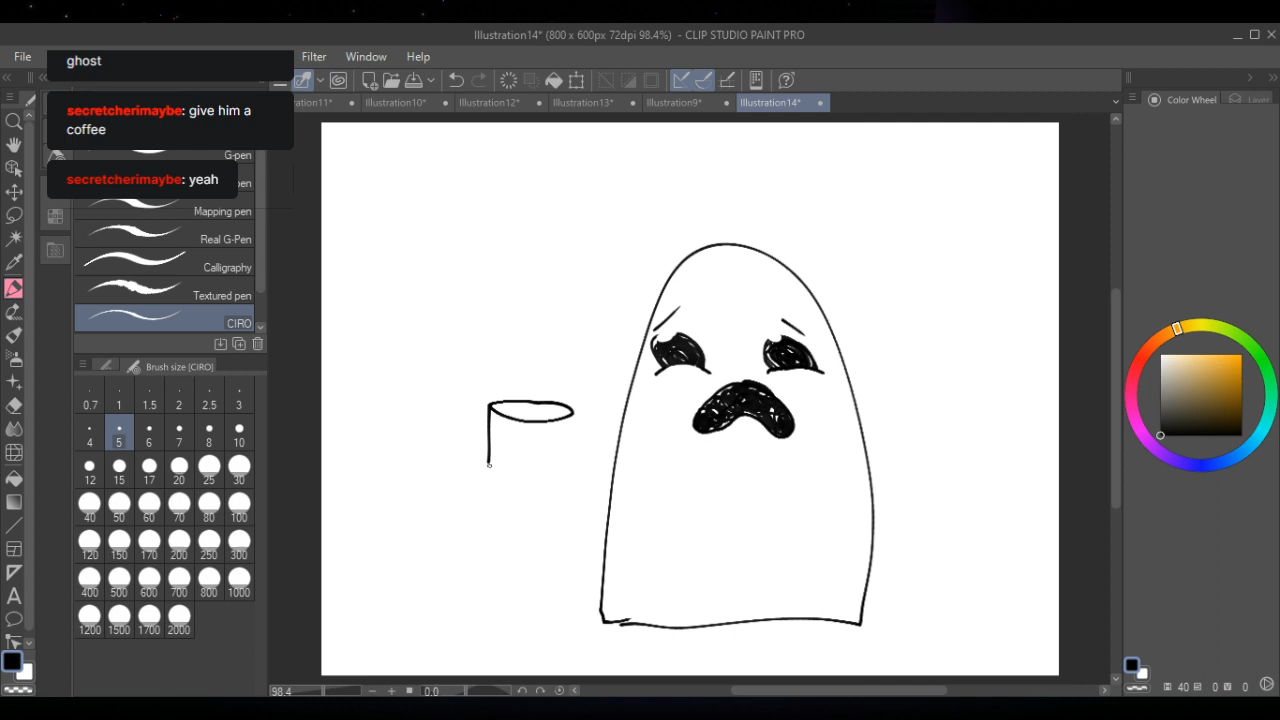 Illustration14* (800 x 600px 72dpi 98.4%) - CLIP STUDIO PAINT PRO
File Filter Window Help
ghost
secretcherimaybe: give him a
coffee
secretcherimaybe: yeah
Illustration10* Illustration12* Illustration13* Illustration9* Illustration14*
Color Wheel Layer
G-pen
Mapping pen
Real G-Pen
Calligraphy
Textured pen
CIRO
Brush size [CIRO]
0.7 1 1.5 2 2.5 3
4 5 6 7 8 10
12 15 17 20 25 30
40 50 60 70 80 100
120 150 170 200 250 300
400 500 600 700 800 1000
1200 1500 1700 2000
98.4 0.0
H 40 S 0 V 0